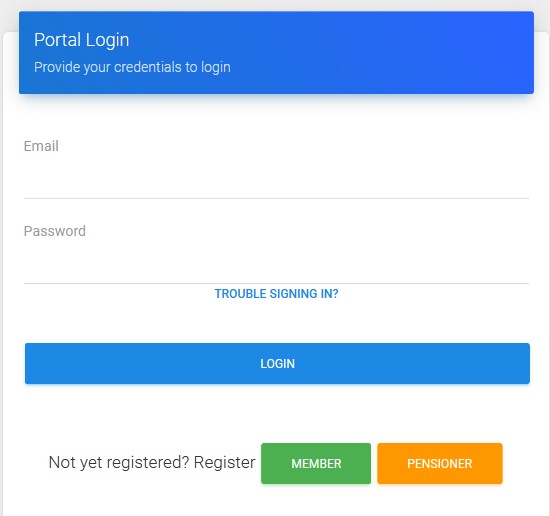 Portal Login
Provide your credentials to login
Email
Password
TROUBLE SIGNING IN?
LOGIN
Not yet registered? Register MEMBER PENSIONER